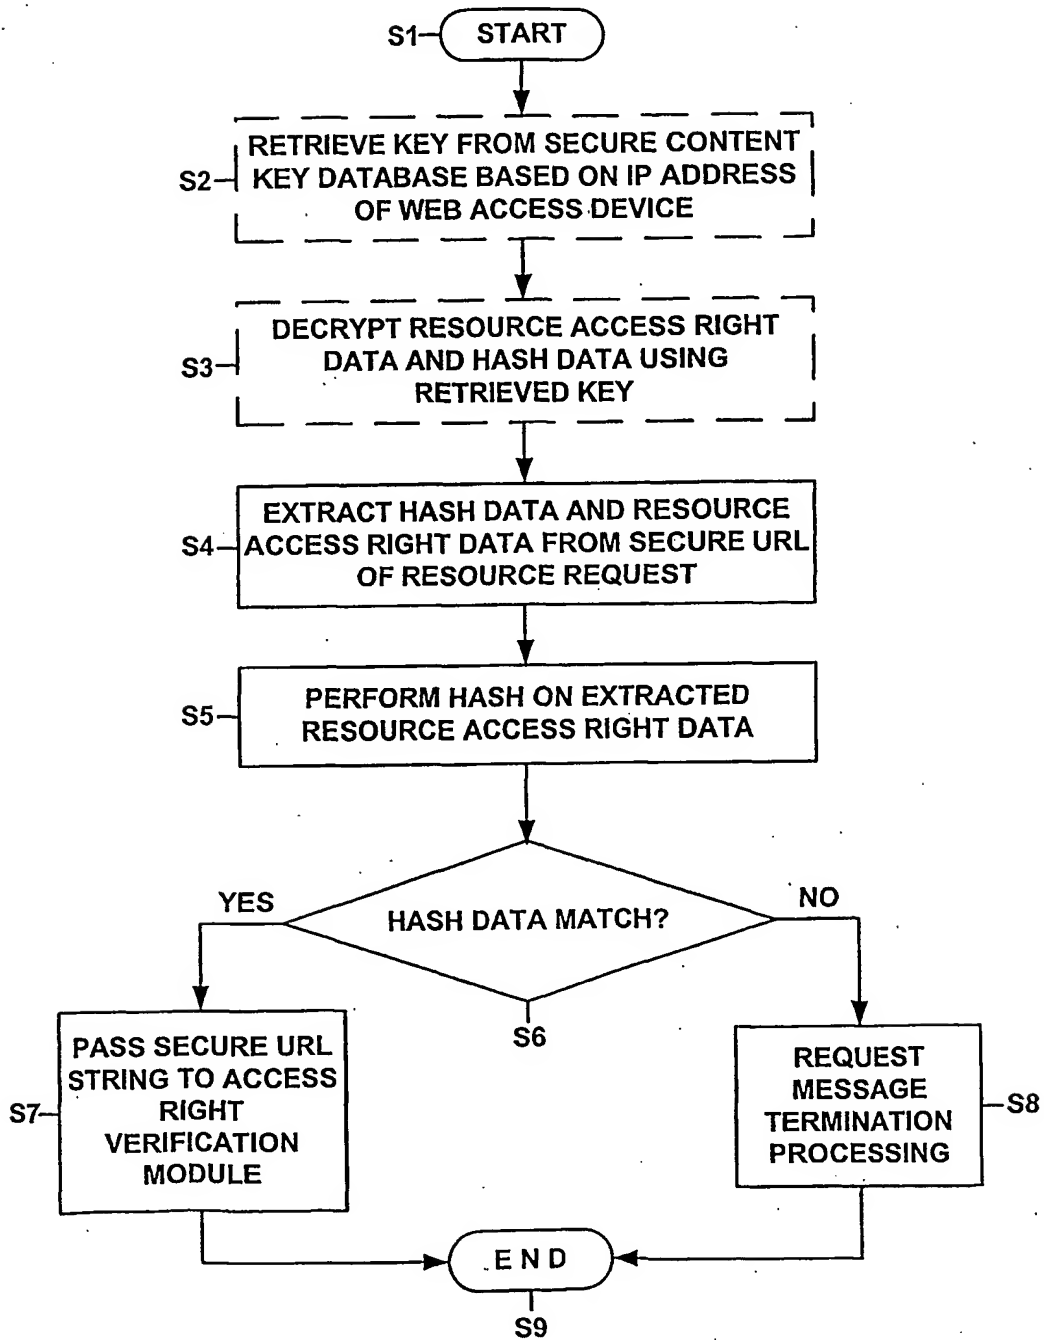 S1
START
RETRIEVE KEY FROM SECURE CONTENT
S2
KEY DATABASE BASED ON IP ADDRESS
OF WEB ACCESS DEVICE
DECRYPT RESOURCE ACCESS RIGHT
S3
DATA AND HASH DATA USING
RETRIEVED KEY
EXTRACT HASH DATA AND RESOURCE
S4
ACCESS RIGHT DATA FROM SECURE URL
OF RESOURCE REQUEST
S5
PERFORM HASH ON EXTRACTED
RESOURCE ACCESS RIGHT DATA
YES
HASH DATA MATCH?
NO
S6
PASS SECURE URL
STRING TO ACCESS
S7
RIGHT
VERIFICATION
MODULE
REQUEST
MESSAGE
S8
TERMINATION
PROCESSING
END
S9